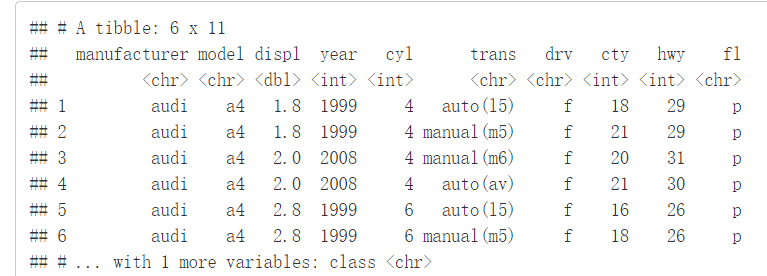 ## # A tibble: 6 x 11
##   manufacturer model displ  year   cyl      trans   drv   cty   hwy    fl
##          <chr> <chr> <dbl> <int> <int>      <chr> <chr> <int> <int> <chr>
## 1         audi    a4   1.8  1999     4   auto(l5)     f    18    29     p
## 2         audi    a4   1.8  1999     4 manual(m5)     f    21    29     p
## 3         audi    a4   2.0  2008     4 manual(m6)     f    20    31     p
## 4         audi    a4   2.0  2008     4   auto(av)     f    21    30     p
## 5         audi    a4   2.8  1999     6   auto(l5)     f    16    26     p
## 6         audi    a4   2.8  1999     6 manual(m5)     f    18    26     p
## # ... with 1 more variables: class <chr>